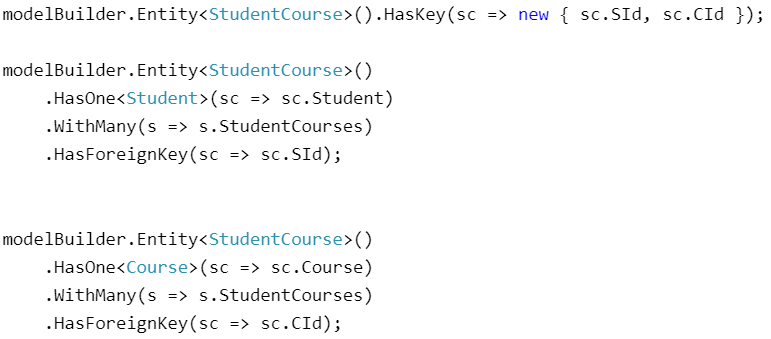 modelBuilder.Entity<StudentCourse>().HasKey(sc => new { sc.SId, sc.CId });
modelBuilder.Entity<StudentCourse>()
.HasOne<Student>(sc => sc.Student)
.WithMany(s => s.StudentCourses)
.HasForeignKey(sc => sc.SId);
modelBuilder.Entity<StudentCourse>()
.HasOne<Course>(sc => sc.Course)
.WithMany(s => s.StudentCourses)
.HasForeignKey(sc => sc.CId);